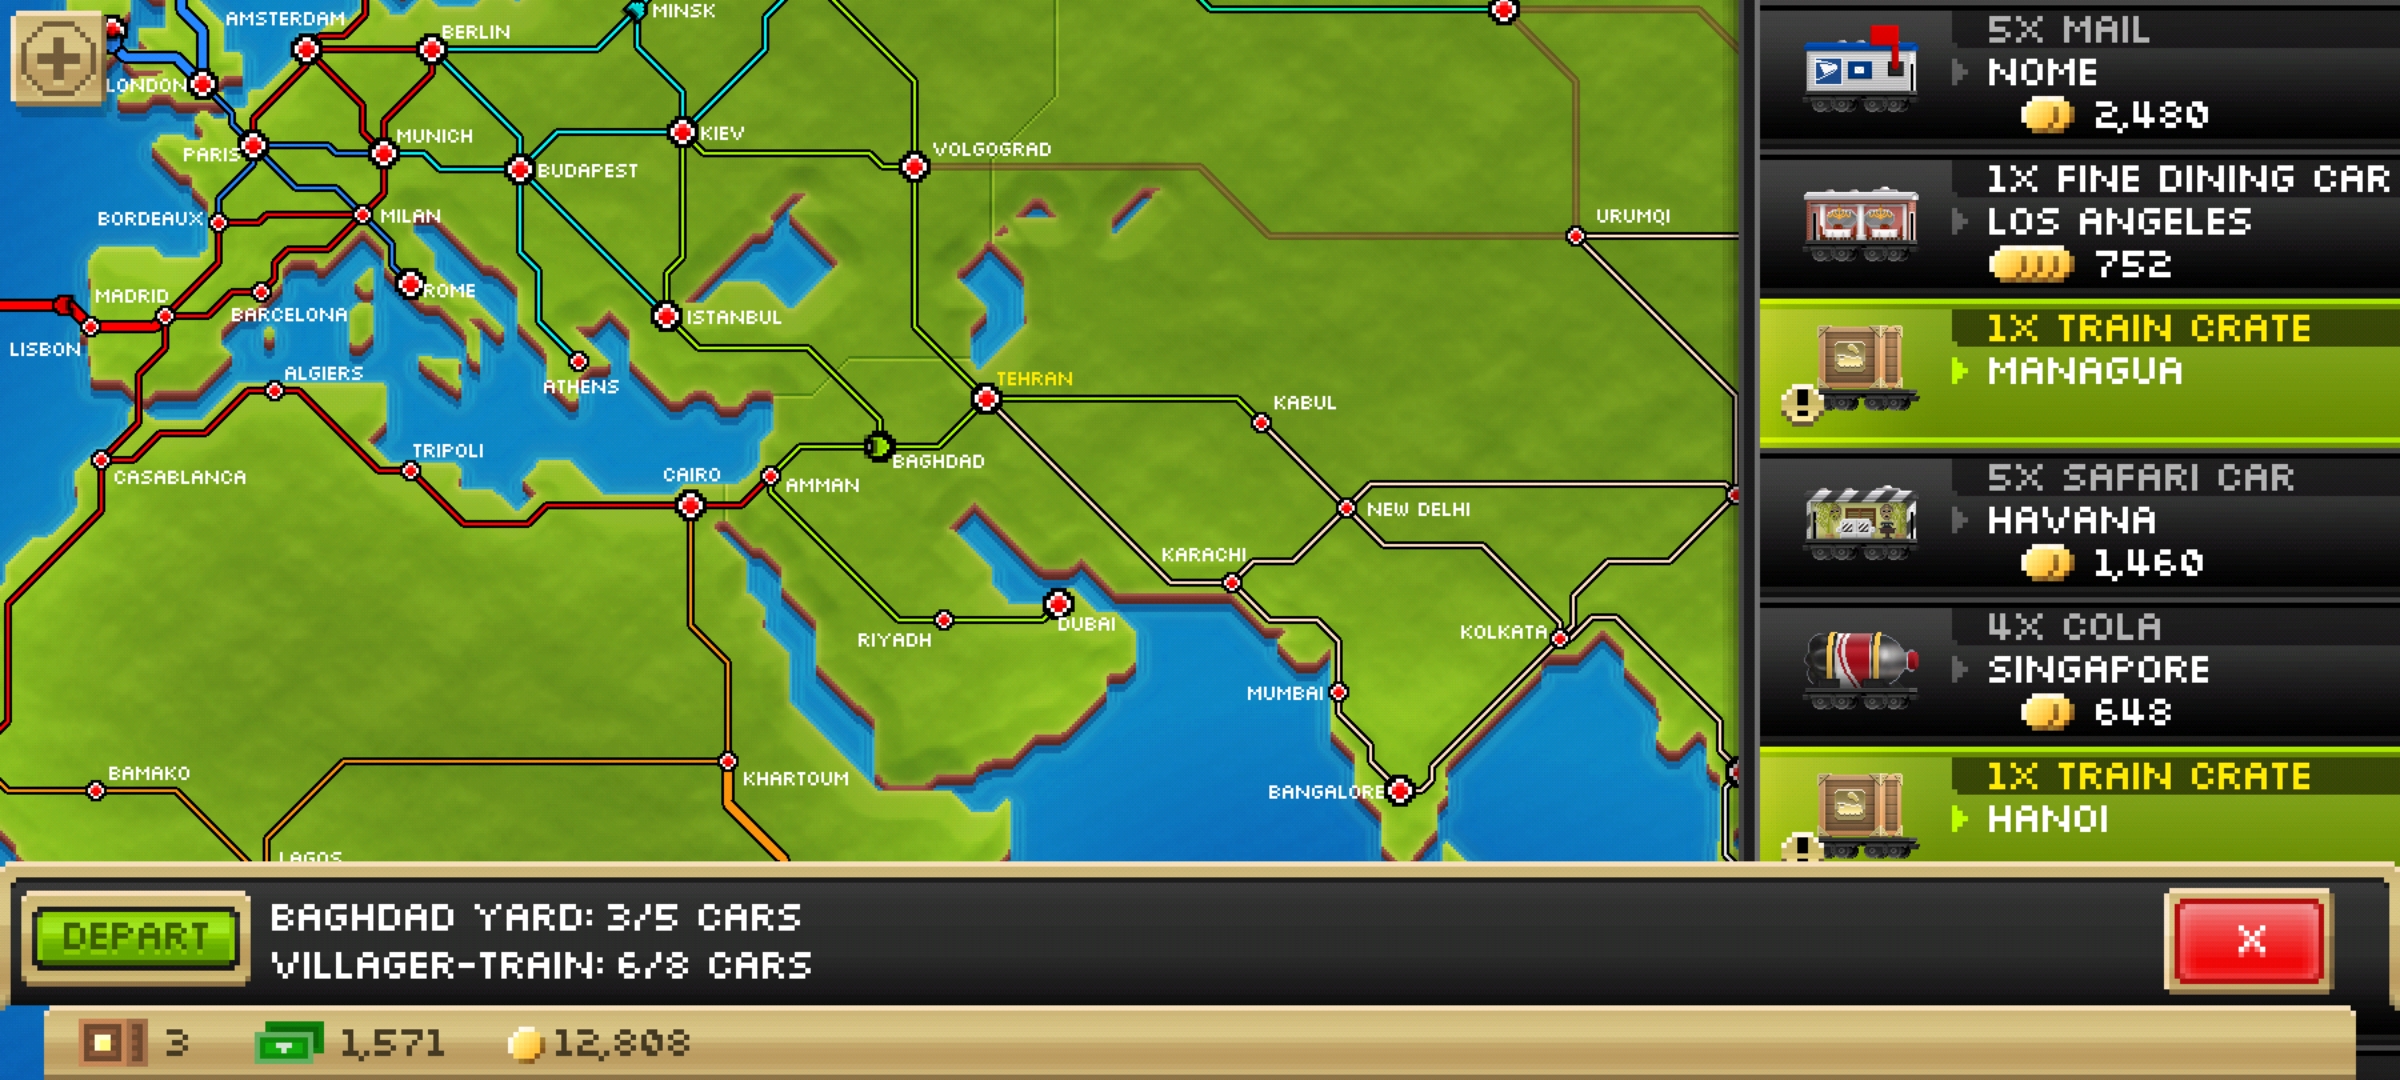 AMSTERDAM
BERLIN
MINSK
LONDON
PARIS
MUNICH
BUDAPEST
KIEV
VOLGOGRAD
BORDEAUX
MILAN
URUMQI
MADRID
BARCELONA
ROME
ISTANBUL
LISBON
ALGIERS
ATHENS
TEHRAN
KABUL
CASABLANCA
TRIPOLI
CAIRO
AMMAN
BAGHDAD
NEW DELHI
KARACHI
RIYADH
DUBAI
KOLKATA
MUMBAI
BAMAKO
KHARTOUM
BANGALORE
LAGOS
5X MAIL
NOME
2,480
1X FINE DINING CAR
LOS ANGELES
752
1X TRAIN CRATE
MANAGUA
!
5X SAFARI CAR
HAVANA
1,460
4X COLA
SINGAPORE
648
1X TRAIN CRATE
HANOI
!
DEPART
BAGHDAD YARD: 3/5 CARS
VILLAGER-TRAIN: 6/8 CARS
X
3
1,571
12,808